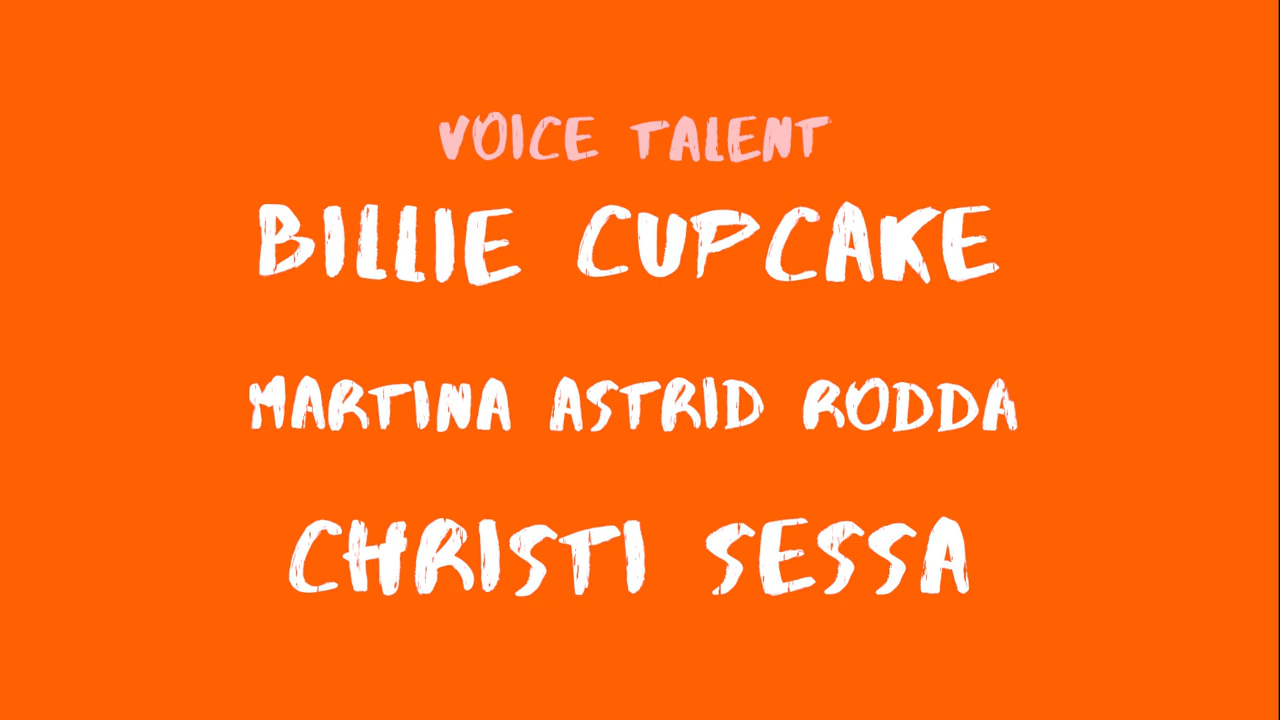 VOICE TALENT
BILLIE CUPCAKE
MARTINA ASTRID RODDA
CHRISTI SESSA